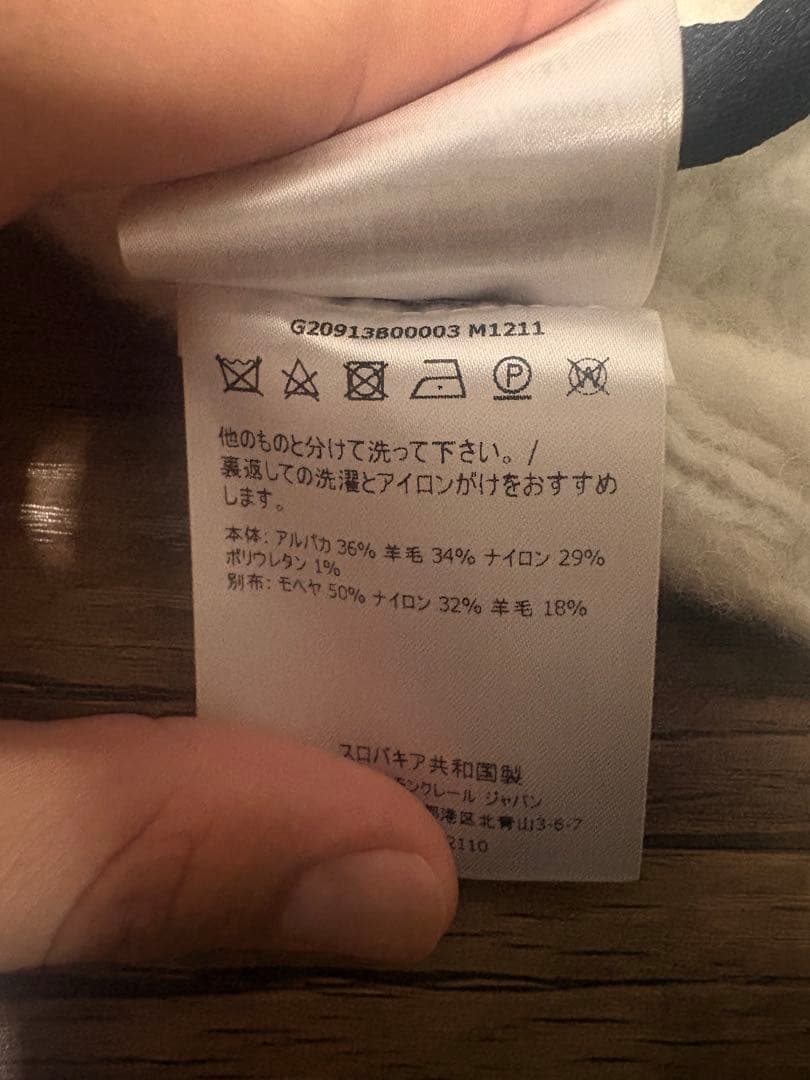 G20913B00003 M1211
P W
他のものと分けて洗って下さい。/
裏返しての洗濯とアイロンがけをおすすめ
します。
本体: アルパカ 36% 羊毛 34% ナイロン 29%
ポリウレタン 1%
別布: モヘヤ 50% ナイロン 32% 羊毛 18%
スロバキア共和国製
モンクレール ジャパン
都港区北青山3-6-7
2110